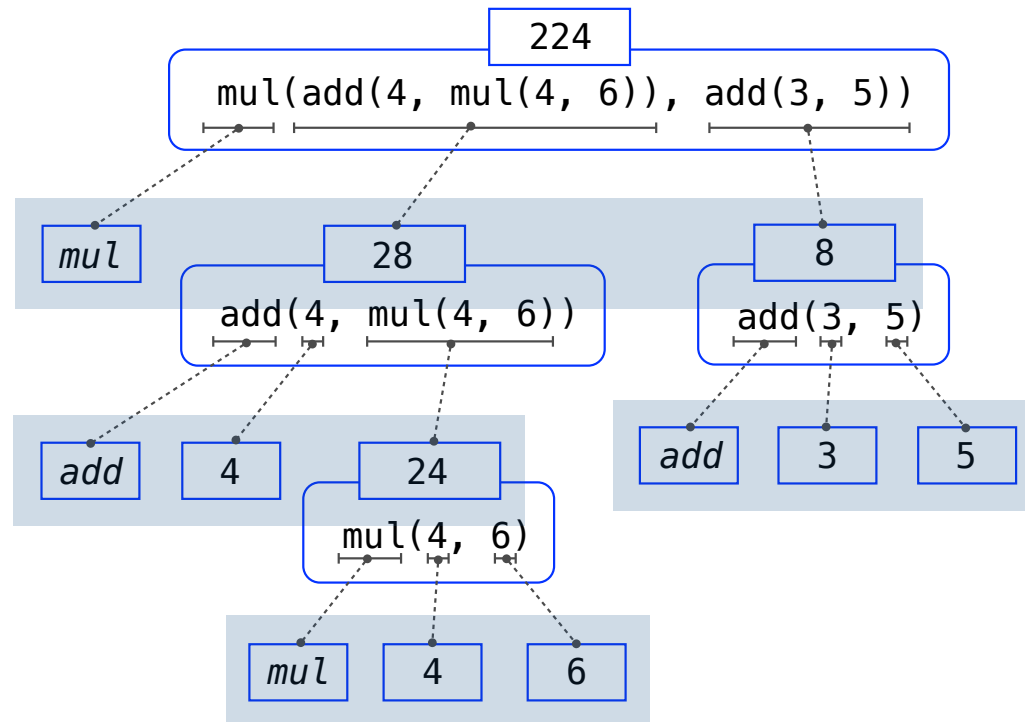 224
mul(add(4, mul(4, 6)), add(3, 5))
mul 28 8
add(4, mul(4, 6)) add(3, 5)
add 4 24 add 3 5
mul(4, 6)
mul 4 6